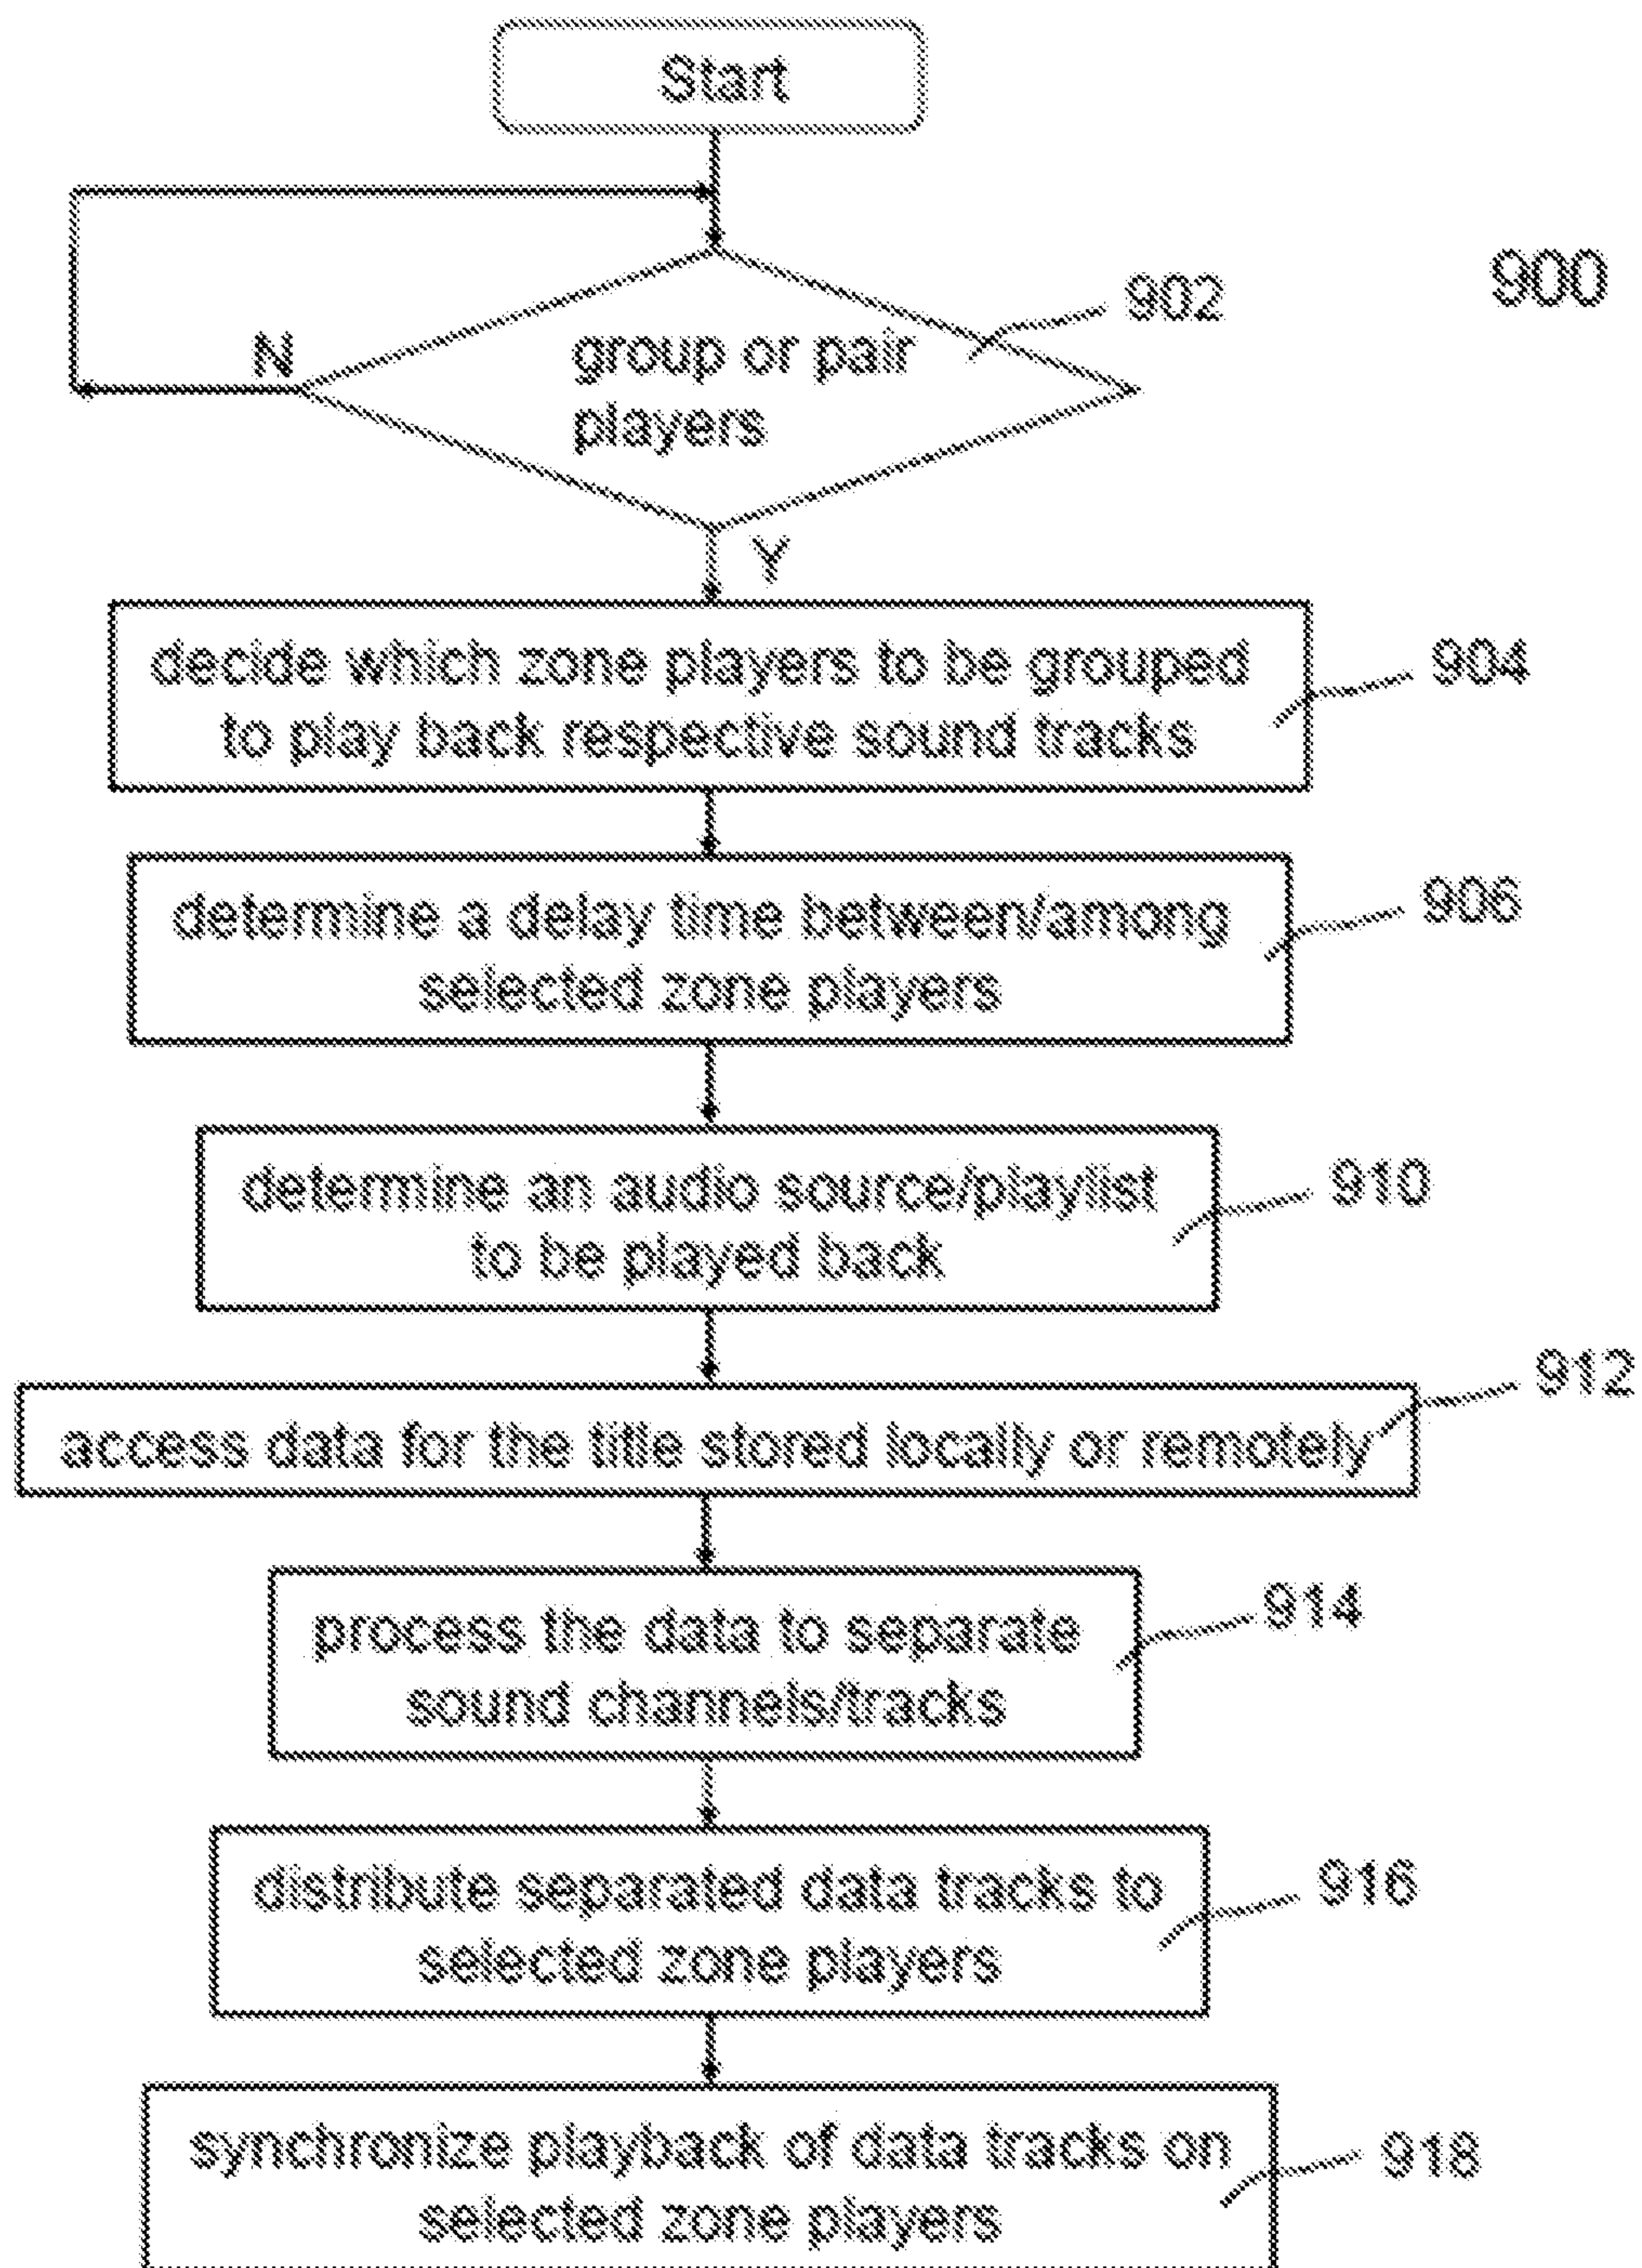 Start
900
902
N
group or pair
players
Y
decide which zone players to be grouped
to play back respective sound tracks
904
determine a delay time between/among
selected zone players
906
determine an audio source/playlist
to be played back
910
access data for the title stored locally or remotely
912
process the data to separate
sound channels/tracks
914
distribute separated data tracks to
selected zone players
916
synchronize playback of data tracks on
selected zone players
918